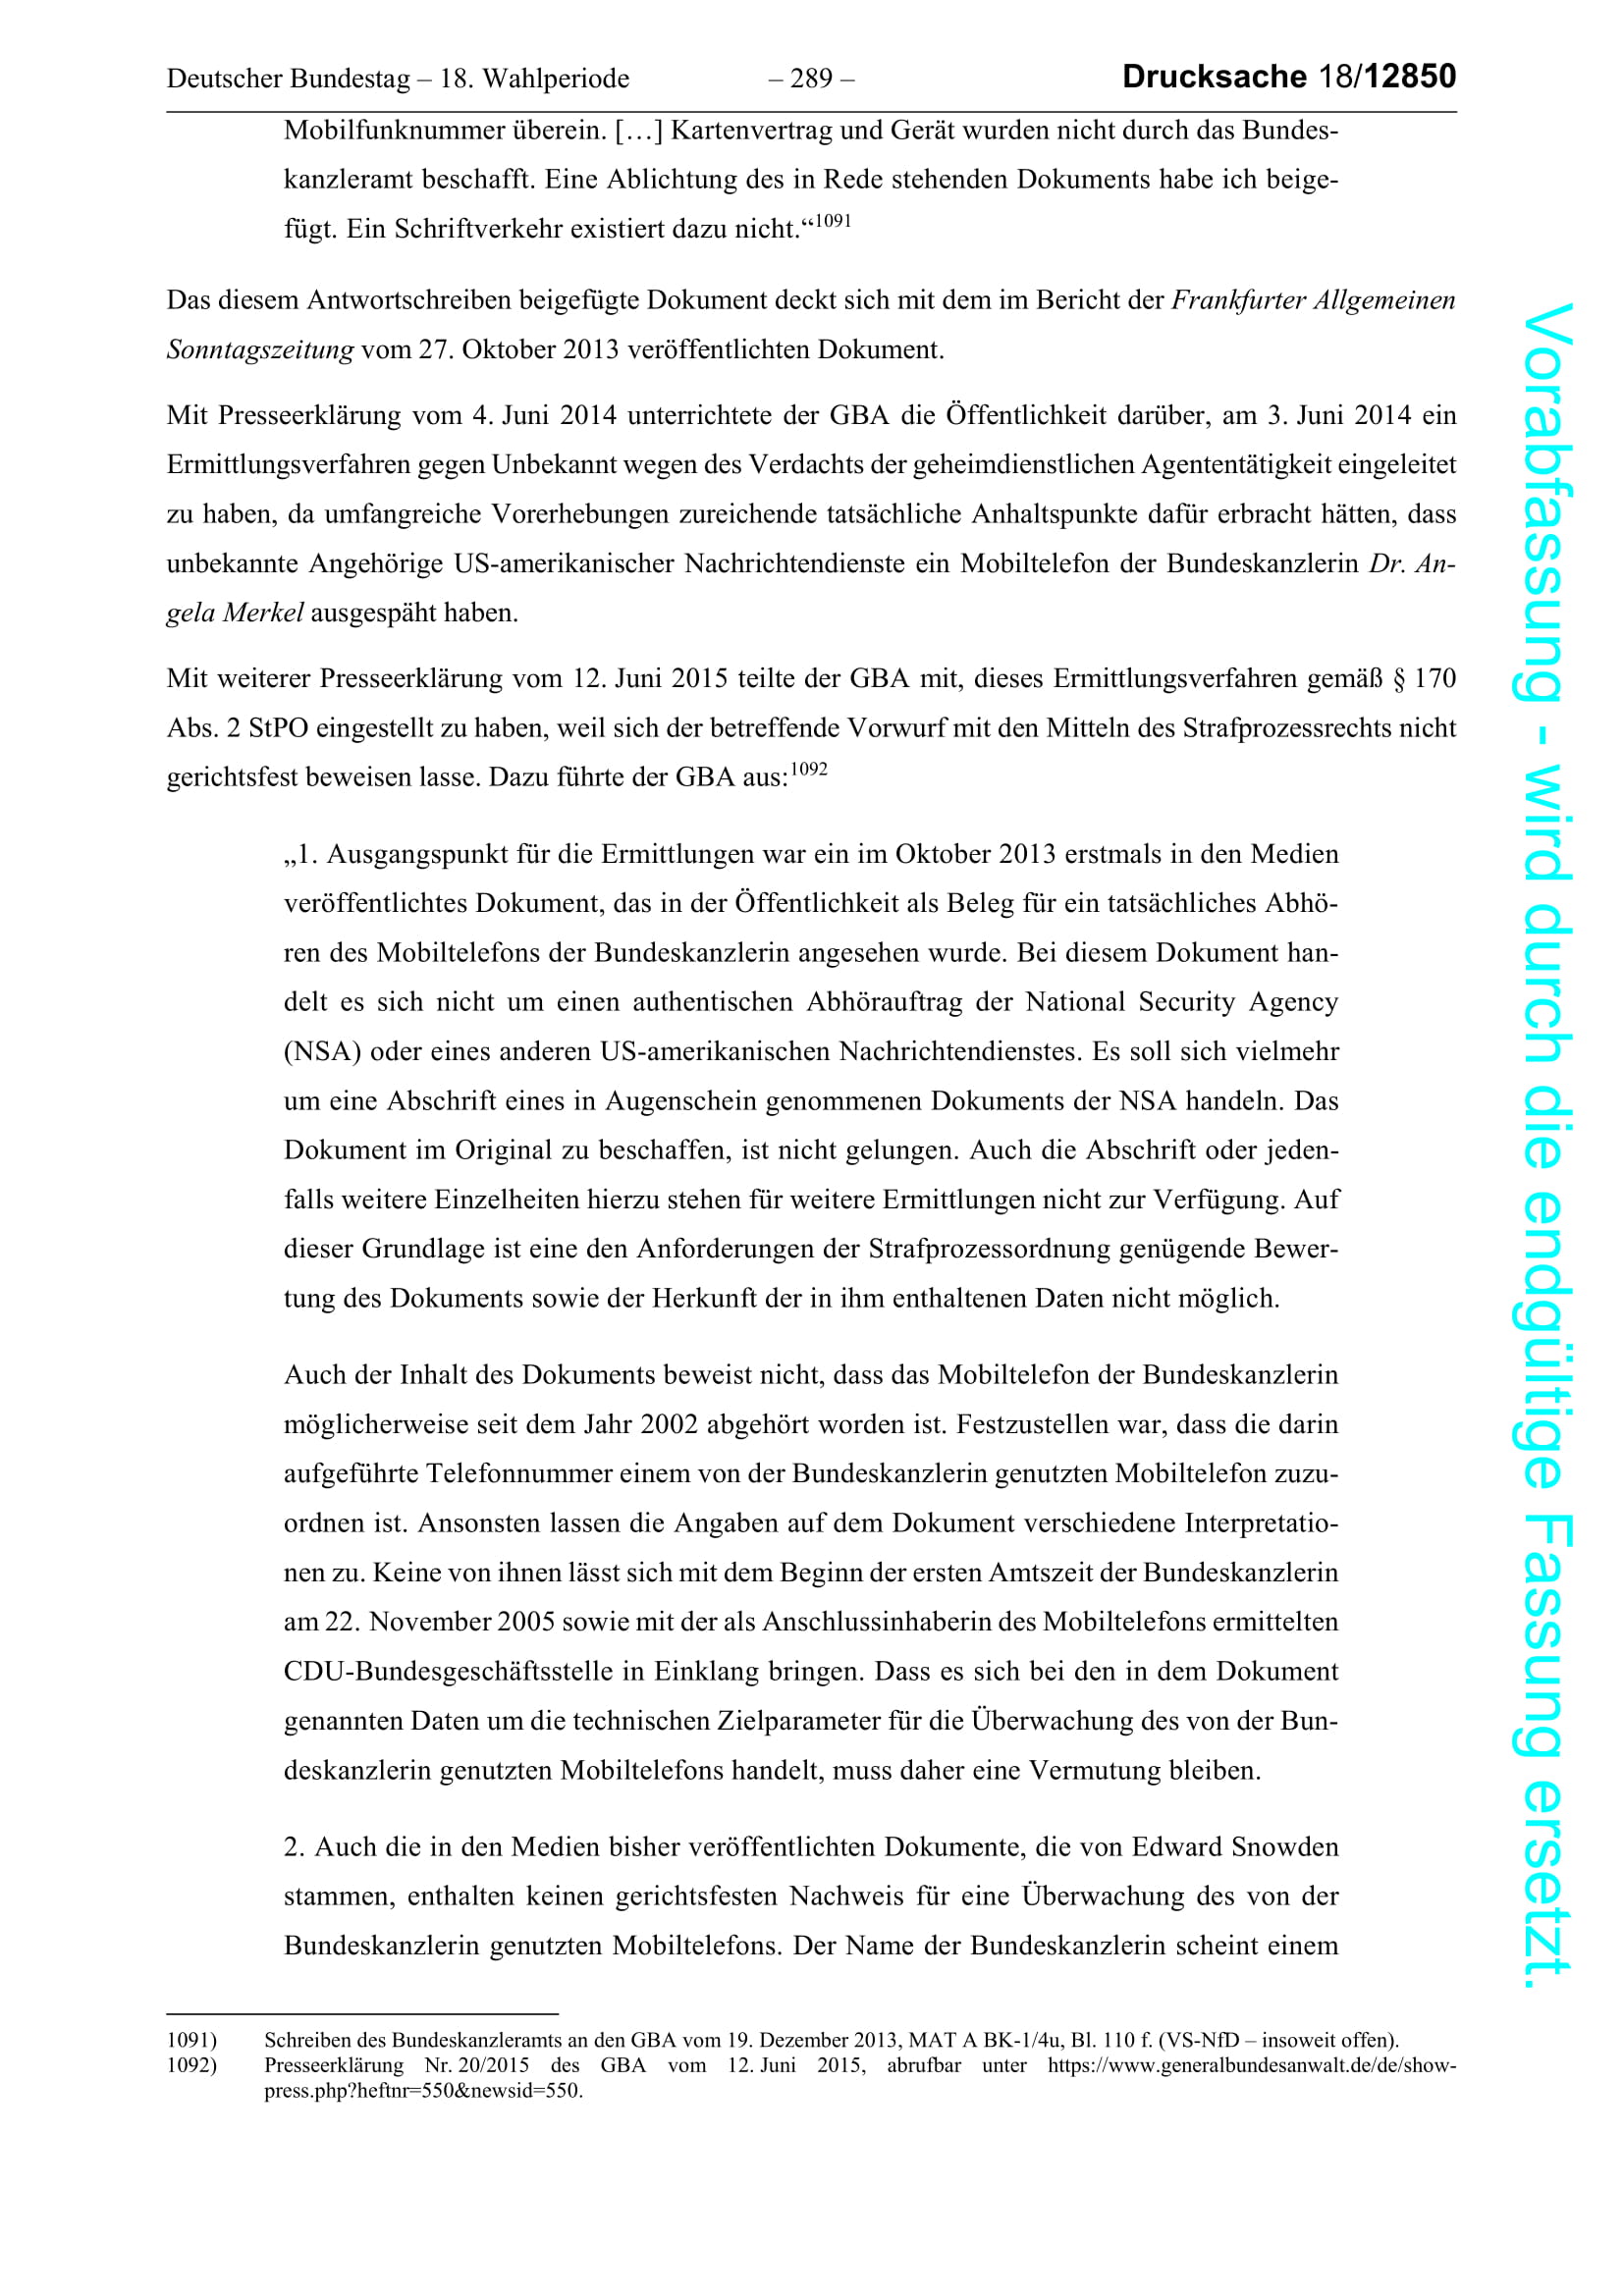 Deutscher Bundestag – 18. Wahlperiode – 289 – Drucksache 18/12850
Mobilfunknummer überein. […] Kartenvertrag und Gerät wurden nicht durch das Bundes-
kanzleramt beschafft. Eine Ablichtung des in Rede stehenden Dokuments habe ich beige-
fügt. Ein Schriftverkehr existiert dazu nicht.“1091
Das diesem Antwortschreiben beigefügte Dokument deckt sich mit dem im Bericht der Frankfurter Allgemeinen
Sonntagszeitung vom 27. Oktober 2013 veröffentlichten Dokument.
Mit Presseerklärung vom 4. Juni 2014 unterrichtete der GBA die Öffentlichkeit darüber, am 3. Juni 2014 ein
Ermittlungsverfahren gegen Unbekannt wegen des Verdachts der geheimdienstlichen Agententätigkeit eingeleitet
zu haben, da umfangreiche Vorerhebungen zureichende tatsächliche Anhaltspunkte dafür erbracht hätten, dass
unbekannte Angehörige US-amerikanischer Nachrichtendienste ein Mobiltelefon der Bundeskanzlerin Dr. An-
gela Merkel ausgespäht haben.
Mit weiterer Presseerklärung vom 12. Juni 2015 teilte der GBA mit, dieses Ermittlungsverfahren gemäß § 170
Abs. 2 StPO eingestellt zu haben, weil sich der betreffende Vorwurf mit den Mitteln des Strafprozessrechts nicht
gerichtsfest beweisen lasse. Dazu führte der GBA aus:1092
„1. Ausgangspunkt für die Ermittlungen war ein im Oktober 2013 erstmals in den Medien
veröffentlichtes Dokument, das in der Öffentlichkeit als Beleg für ein tatsächliches Abhö-
ren des Mobiltelefons der Bundeskanzlerin angesehen wurde. Bei diesem Dokument han-
delt es sich nicht um einen authentischen Abhörauftrag der National Security Agency
(NSA) oder eines anderen US-amerikanischen Nachrichtendienstes. Es soll sich vielmehr
um eine Abschrift eines in Augenschein genommenen Dokuments der NSA handeln. Das
Dokument im Original zu beschaffen, ist nicht gelungen. Auch die Abschrift oder jeden-
falls weitere Einzelheiten hierzu stehen für weitere Ermittlungen nicht zur Verfügung. Auf
dieser Grundlage ist eine den Anforderungen der Strafprozessordnung genügende Bewer-
tung des Dokuments sowie der Herkunft der in ihm enthaltenen Daten nicht möglich.
Auch der Inhalt des Dokuments beweist nicht, dass das Mobiltelefon der Bundeskanzlerin
möglicherweise seit dem Jahr 2002 abgehört worden ist. Festzustellen war, dass die darin
aufgeführte Telefonnummer einem von der Bundeskanzlerin genutzten Mobiltelefon zuzu-
ordnen ist. Ansonsten lassen die Angaben auf dem Dokument verschiedene Interpretatio-
nen zu. Keine von ihnen lässt sich mit dem Beginn der ersten Amtszeit der Bundeskanzlerin
am 22. November 2005 sowie mit der als Anschlussinhaberin des Mobiltelefons ermittelten
CDU-Bundesgeschäftsstelle in Einklang bringen. Dass es sich bei den in dem Dokument
genannten Daten um die technischen Zielparameter für die Überwachung des von der Bun-
deskanzlerin genutzten Mobiltelefons handelt, muss daher eine Vermutung bleiben.
2. Auch die in den Medien bisher veröffentlichten Dokumente, die von Edward Snowden
stammen, enthalten keinen gerichtsfesten Nachweis für eine Überwachung des von der
Bundeskanzlerin genutzten Mobiltelefons. Der Name der Bundeskanzlerin scheint einem
1091) Schreiben des Bundeskanzleramts an den GBA vom 19. Dezember 2013, MAT A BK-1/4u, Bl. 110 f. (VS-NfD – insoweit offen).
1092) Presseerklärung Nr. 20/2015 des GBA vom 12. Juni 2015, abrufbar unter https://www.generalbundesanwalt.de/de/show-
press.php?heftnr=550&newsid=550.
Vorabfassung - wird durch die endgültige Fassung ersetzt.